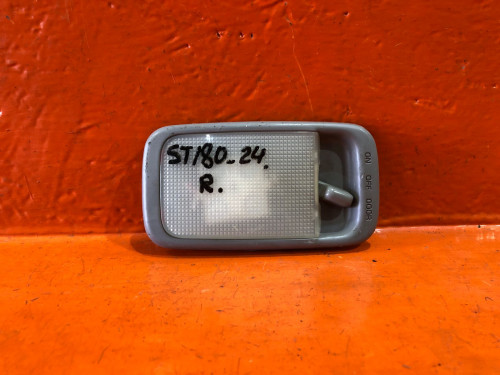 ST180-24.
R.
ON OFF DOOR